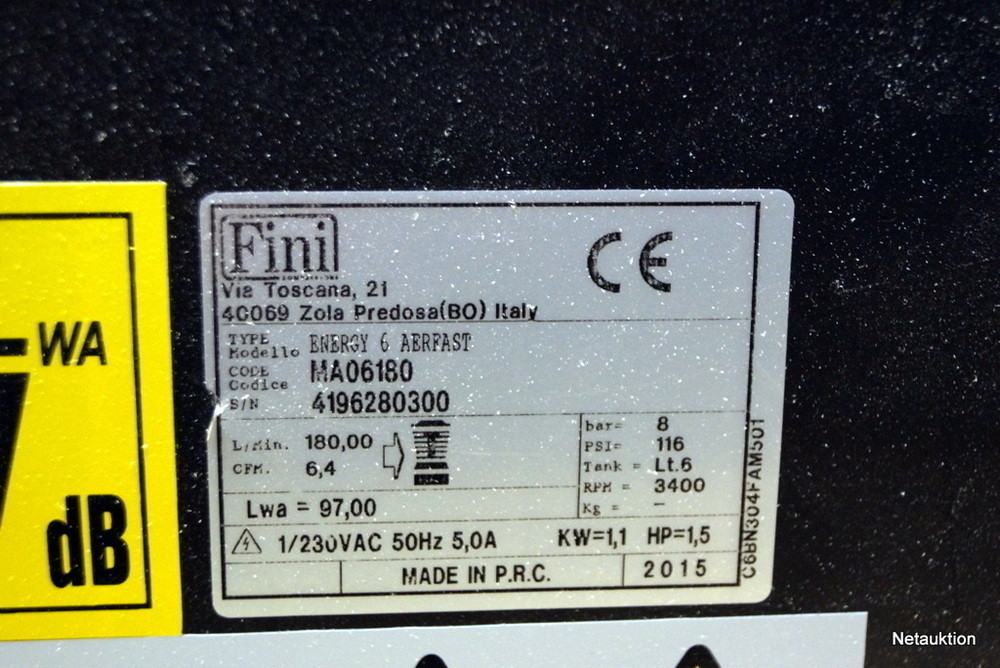 -WA
dB
Fini
Via Toscana, 21
40069 Zola Predosa(BO) Italy
CE
TYPE
Modello
ENERGY 6 AERFAST
CODE
Codice
MA06180
S/N 4196280300
L/Min. 180,00
CFM. 6,4
bar= 8
PSI= 116
Tank = Lt.6
RPM = 3400
Kg = -
Lwa = 97,00
1/230VAC 50Hz 5,0A KW=1,1 HP=1,5
MADE IN P.R.C. 2015
C6BN304FAM501
Netauktion